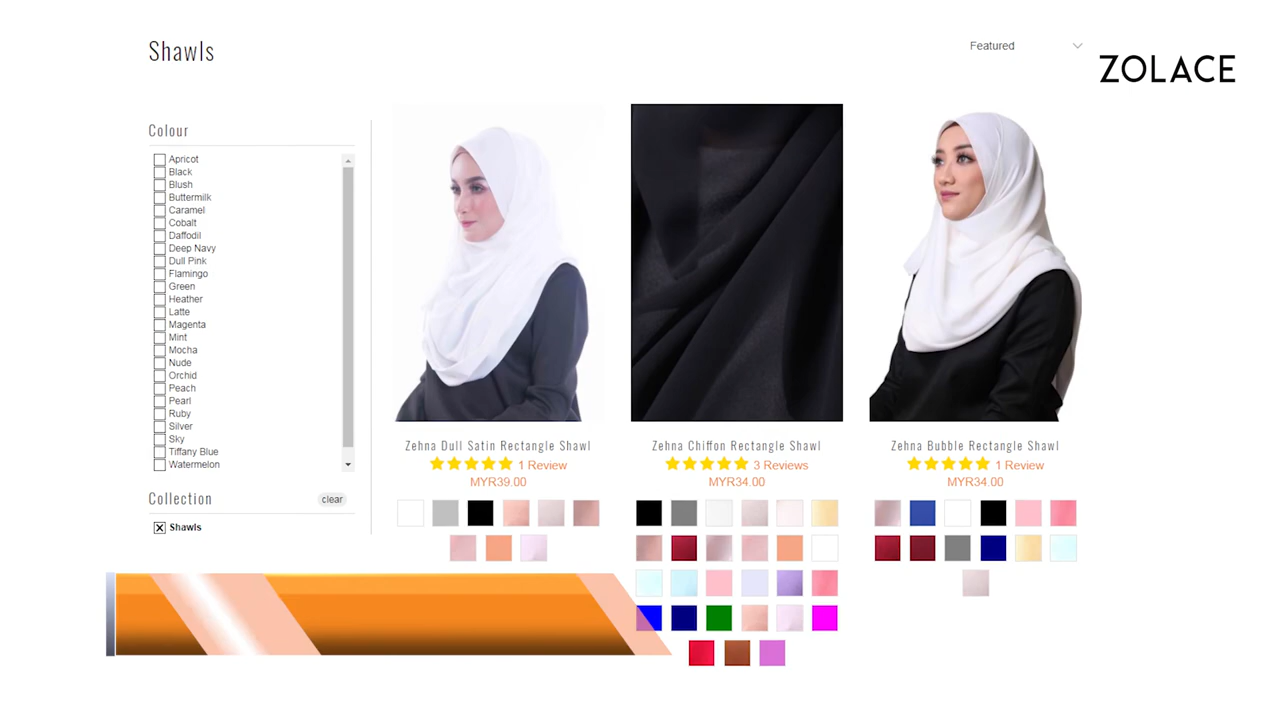 Shawls
Featured
ZOLACE
Colour
Apricot
Black
Blush
Buttermilk
Caramel
Cobalt
Daffodil
Deep Navy
Dull Pink
Flamingo
Green
Heather
Latte
Magenta
Mint
Mocha
Nude
Orchid
Peach
Pearl
Ruby
Silver
Sky
Tiffany Blue
Watermelon
Collection
clear
Shawls
Zehna Dull Satin Rectangle Shawl
1 Review
MYR39.00
Zehna Chiffon Rectangle Shawl
3 Reviews
MYR34.00
Zehna Bubble Rectangle Shawl
1 Review
MYR34.00